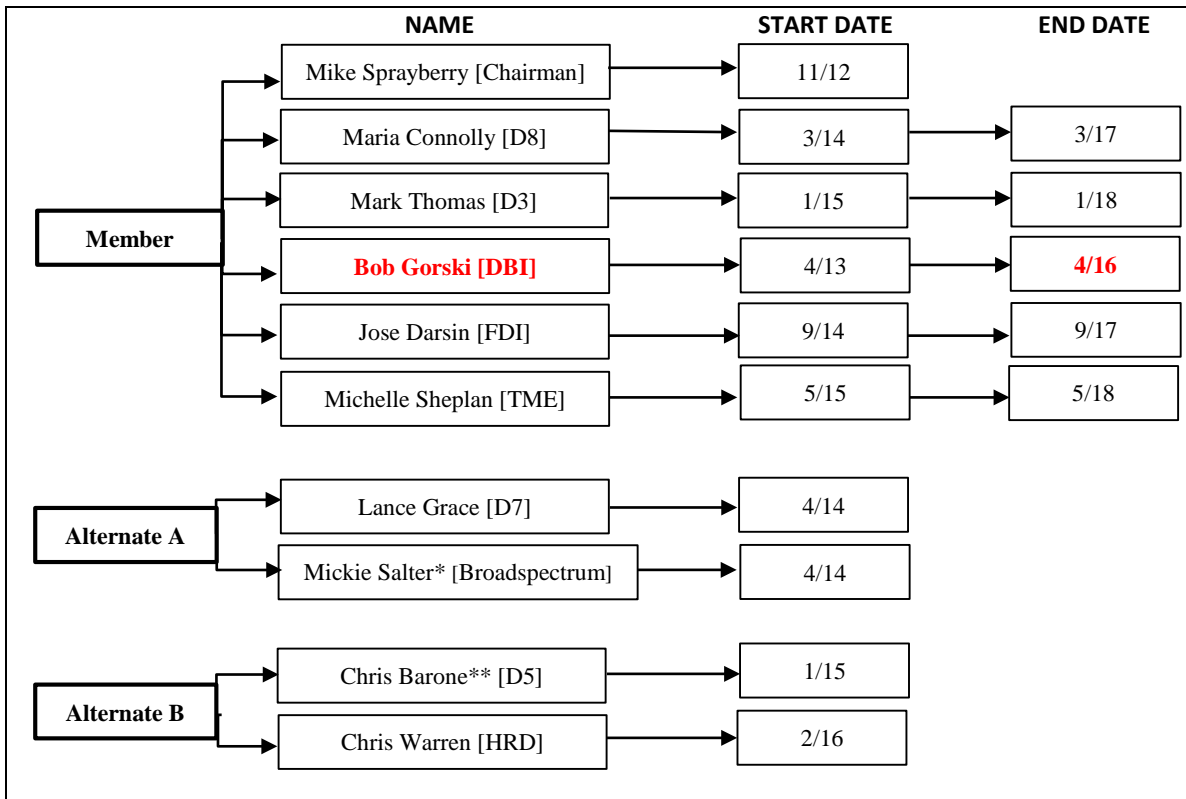 NAME START DATE END DATE
Mike Sprayberry [Chairman] 11/12
Maria Connolly [D8] 3/14 3/17
Mark Thomas [D3] 1/15 1/18
Member
Bob Gorski [DBI] 4/13 4/16
Jose Darsin [FDI] 9/14 9/17
Michelle Sheplan [TME] 5/15 5/18
Lance Grace [D7] 4/14
Alternate A
Mickie Salter* [Broadspectrum] 4/14
Chris Barone** [D5] 1/15
Alternate B
Chris Warren [HRD] 2/16